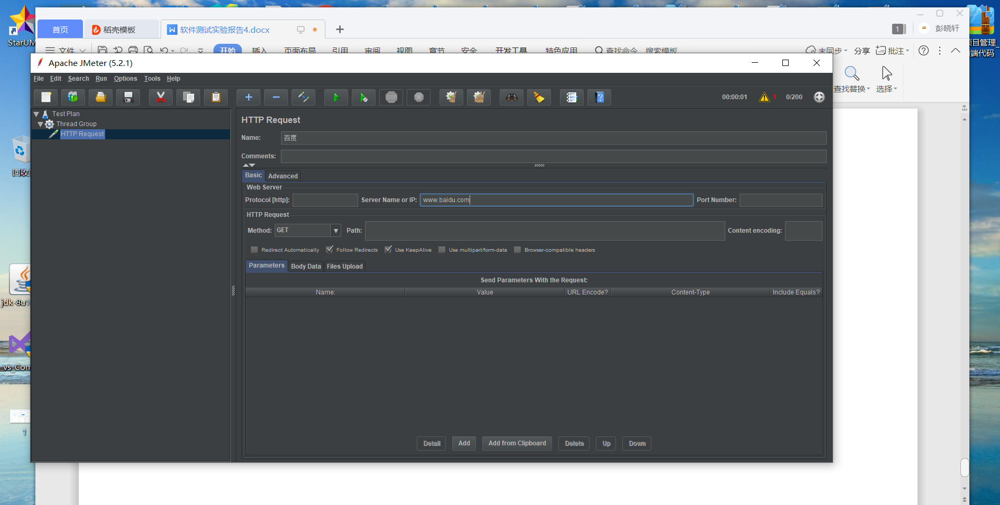 首页
稻壳模板
软件测试实验报告4.docx
1
彭晓轩
StarUM
文件
开始
插入
页面布局
引用
审阅
视图
章节
安全
开发工具
特色应用
查找命令、搜索模板
未同步
分享
批注
查找替换
选择
项目管理_
端代码
Apache JMeter (5.2.1)
File Edit Search Run Options Tools Help
STOP
00:00:01
1
0/200
Test Plan
Thread Group
HTTP Request
HTTP Request
Name: 百度
Comments:
Basic Advanced
Web Server
Protocol [http]: Server Name or IP: www.baidu.com Port Number:
HTTP Request
Method: GET Path: Content encoding:
Redirect Automatically Follow Redirects Use KeepAlive Use multipart/form-data Browser-compatible headers
Parameters Body Data Files Upload
Send Parameters With the Request:
Name: Value URL Encode? Content-Type Include Equals?
Detail Add Add from Clipboard Delete Up Down
回收
jdk-8u1
vs_Com
1